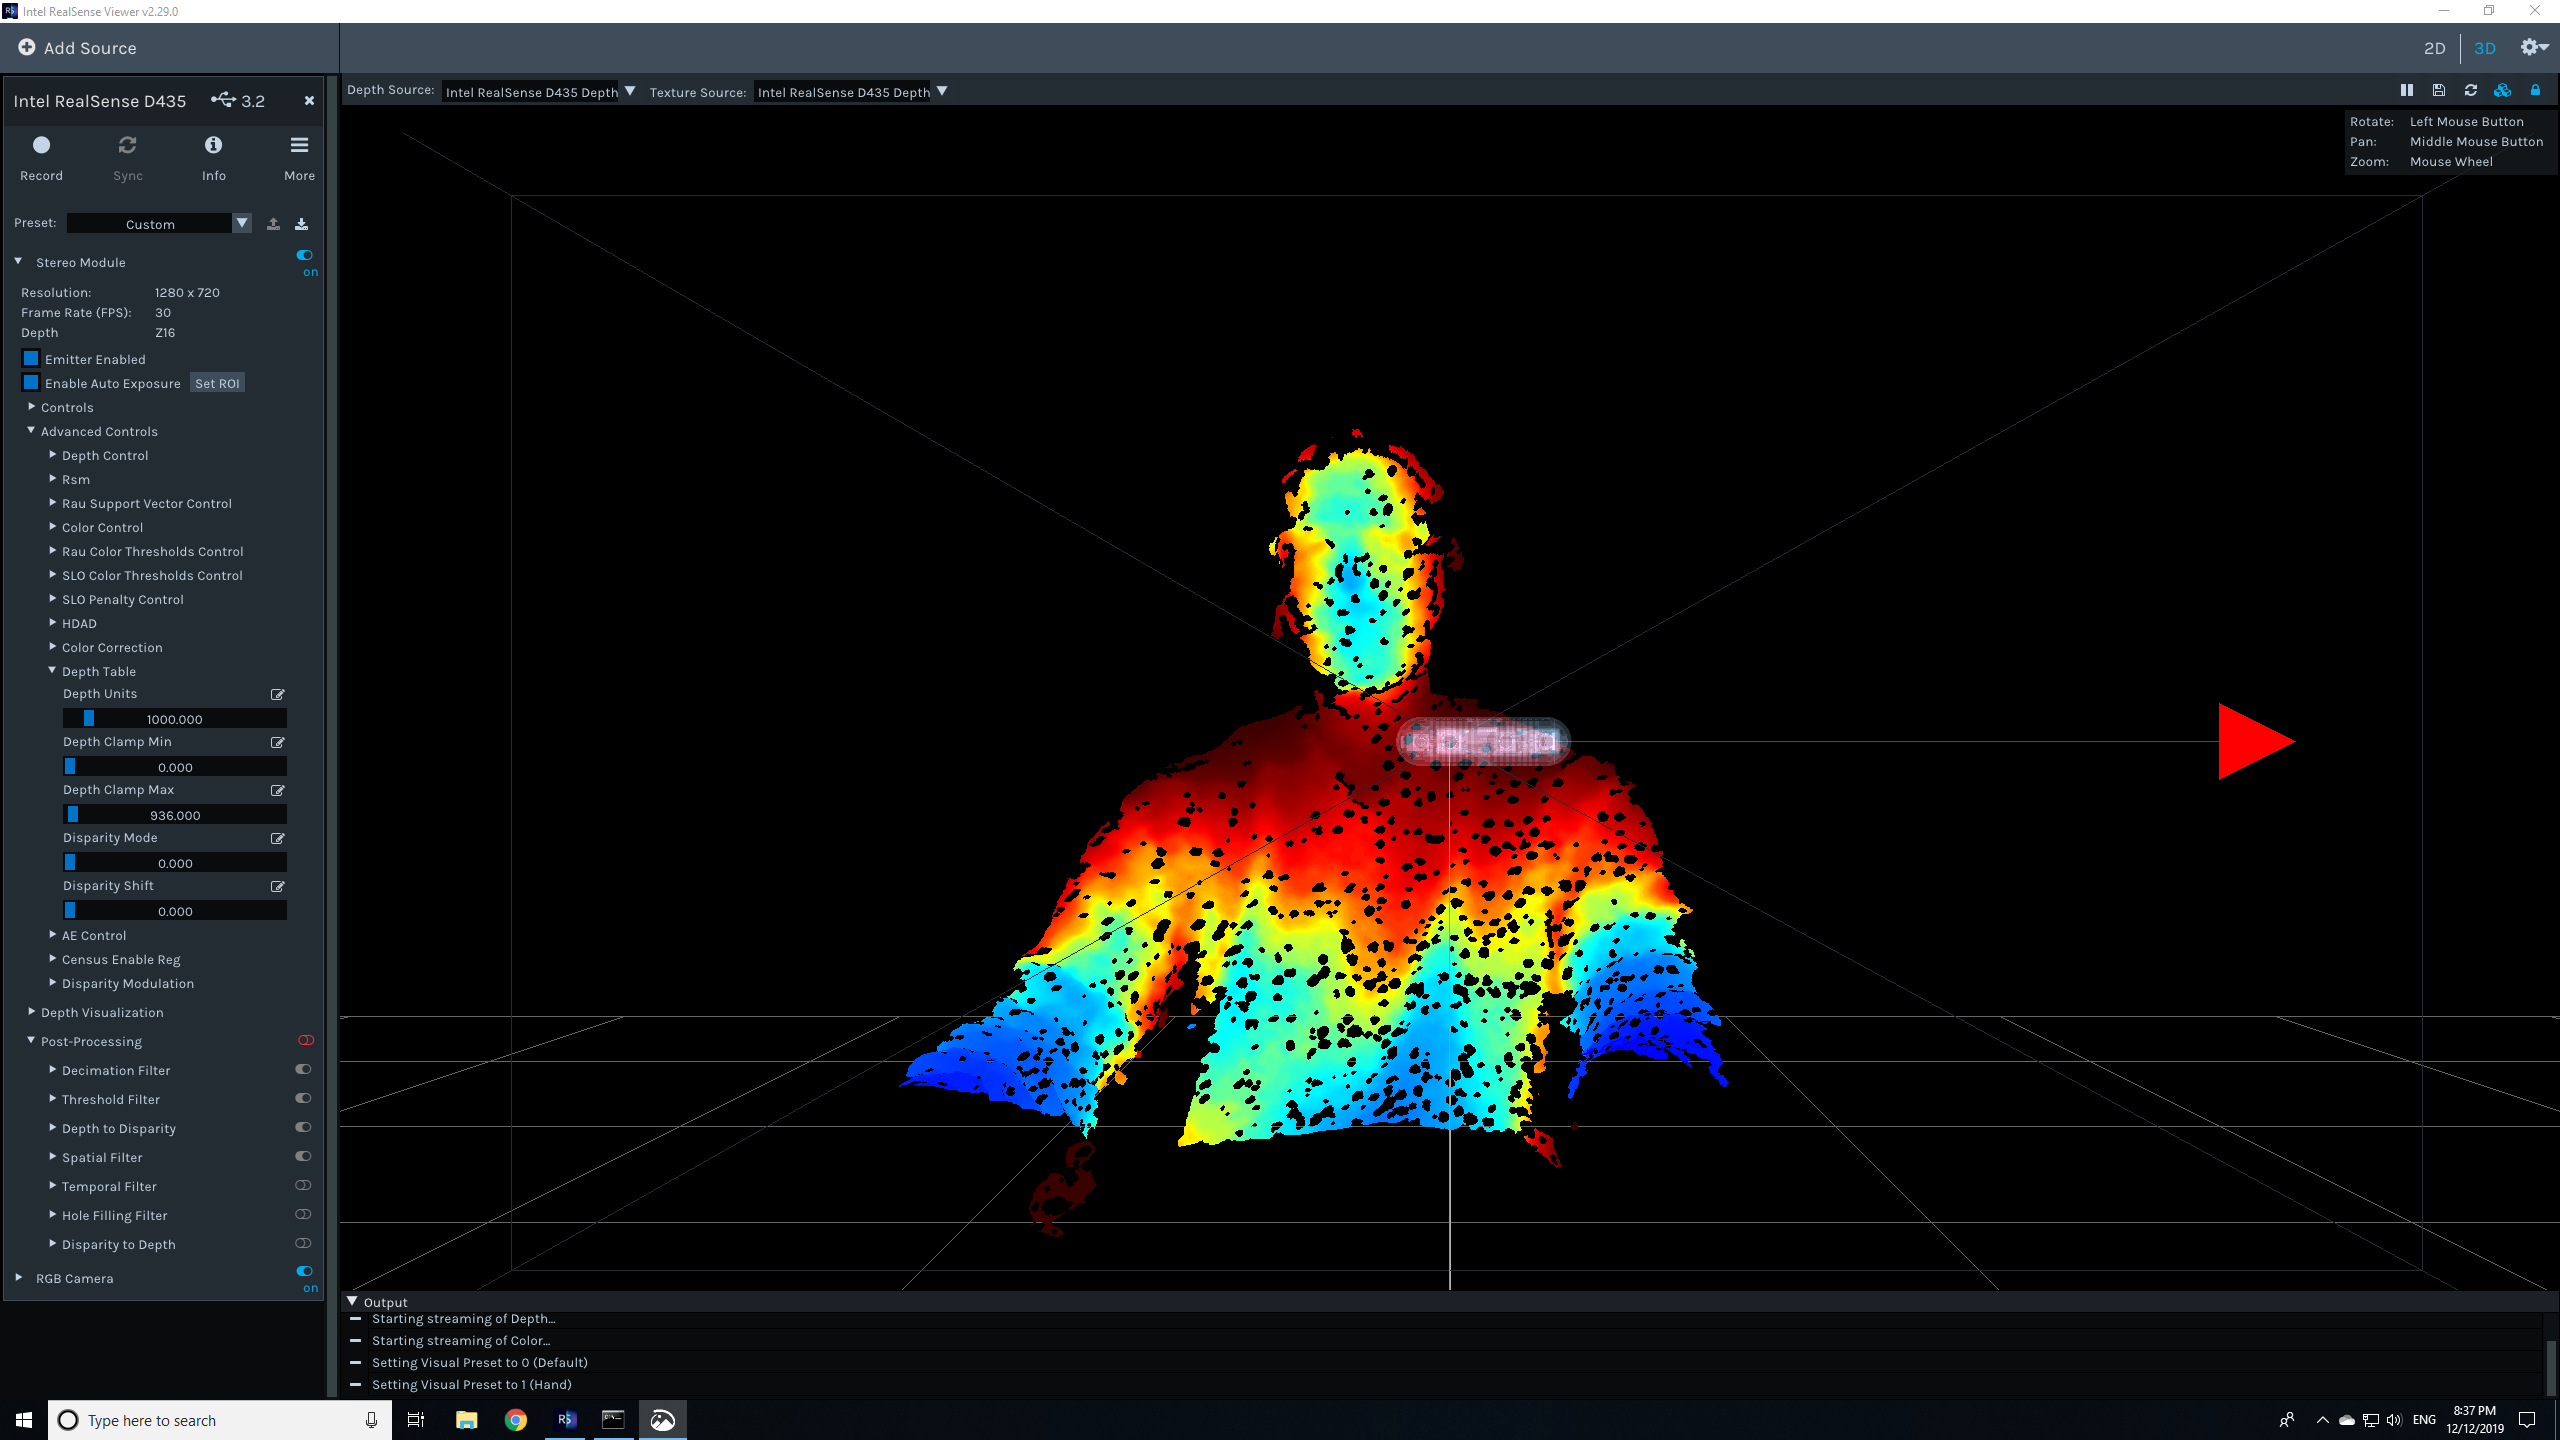 Intel RealSense Viewer v2.29.0
Add Source
2D 3D
Intel RealSense D435 3.2
Depth Source: Intel RealSense D435 Depth Texture Source: Intel RealSense D435 Depth
Rotate: Left Mouse Button
Pan: Middle Mouse Button
Zoom: Mouse Wheel
Record Sync Info More
Preset: Custom
Stereo Module on
Resolution: 1280 x 720
Frame Rate (FPS): 30
Depth Z16
Emitter Enabled
Enable Auto Exposure Set ROI
Controls
Advanced Controls
Depth Control
Rsm
Rau Support Vector Control
Color Control
Rau Color Thresholds Control
SLO Color Thresholds Control
SLO Penalty Control
HDAD
Color Correction
Depth Table
Depth Units
1000.000
Depth Clamp Min
0.000
Depth Clamp Max
936.000
Disparity Mode
0.000
Disparity Shift
0.000
AE Control
Census Enable Reg
Disparity Modulation
Depth Visualization
Post-Processing
Decimation Filter
Threshold Filter
Depth to Disparity
Spatial Filter
Temporal Filter
Hole Filling Filter
Disparity to Depth
RGB Camera on
Output
Starting streaming of Depth...
Starting streaming of Color...
Setting Visual Preset to 0 (Default)
Setting Visual Preset to 1 (Hand)
Type here to search
RS
ENG
8:37 PM
12/12/2019